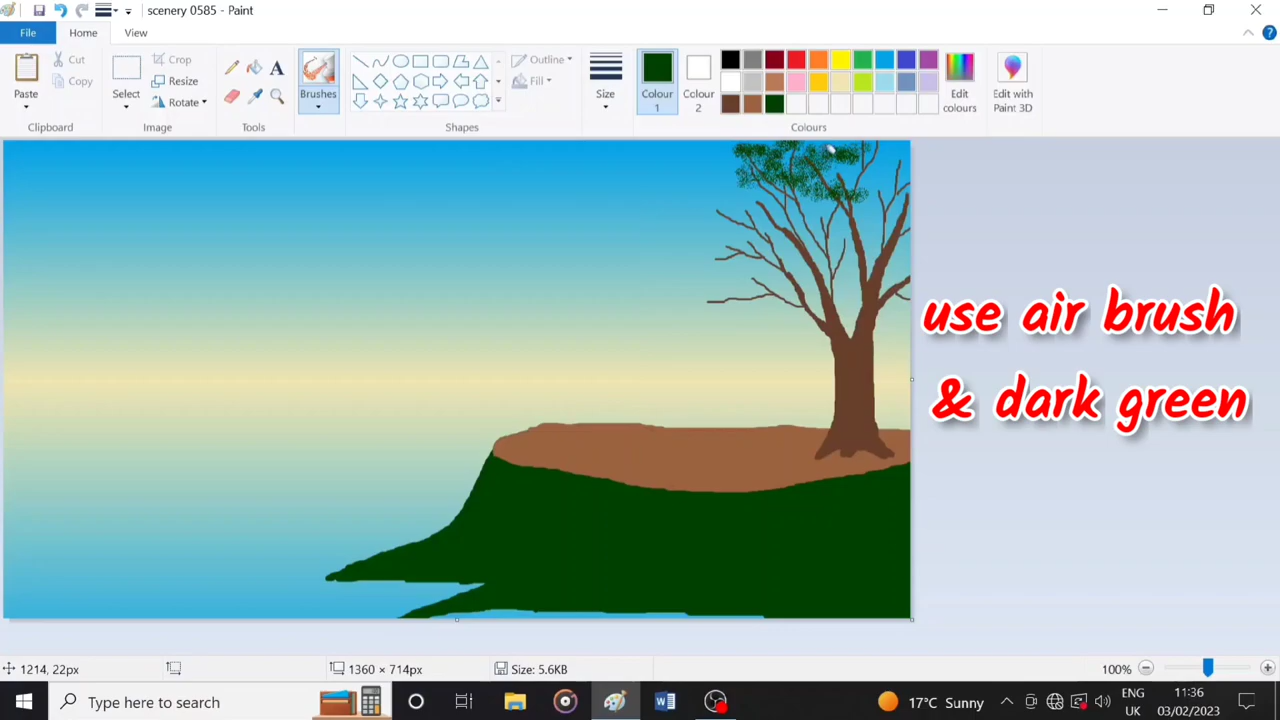 scenery 0585 - Paint
File
Home
View
Paste
Cut
Copy
Clipboard
Select
Crop
Resize
Rotate
Image
Tools
Brushes
Outline
Fill
Shapes
Size
Colour
1
Colour
2
Colours
Edit
colours
Edit with
Paint 3D
use air brush
& dark green
1214, 22px
1360 × 714px
Size: 5.6KB
100%
Type here to search
17°C Sunny
ENG
UK
11:36
03/02/2023